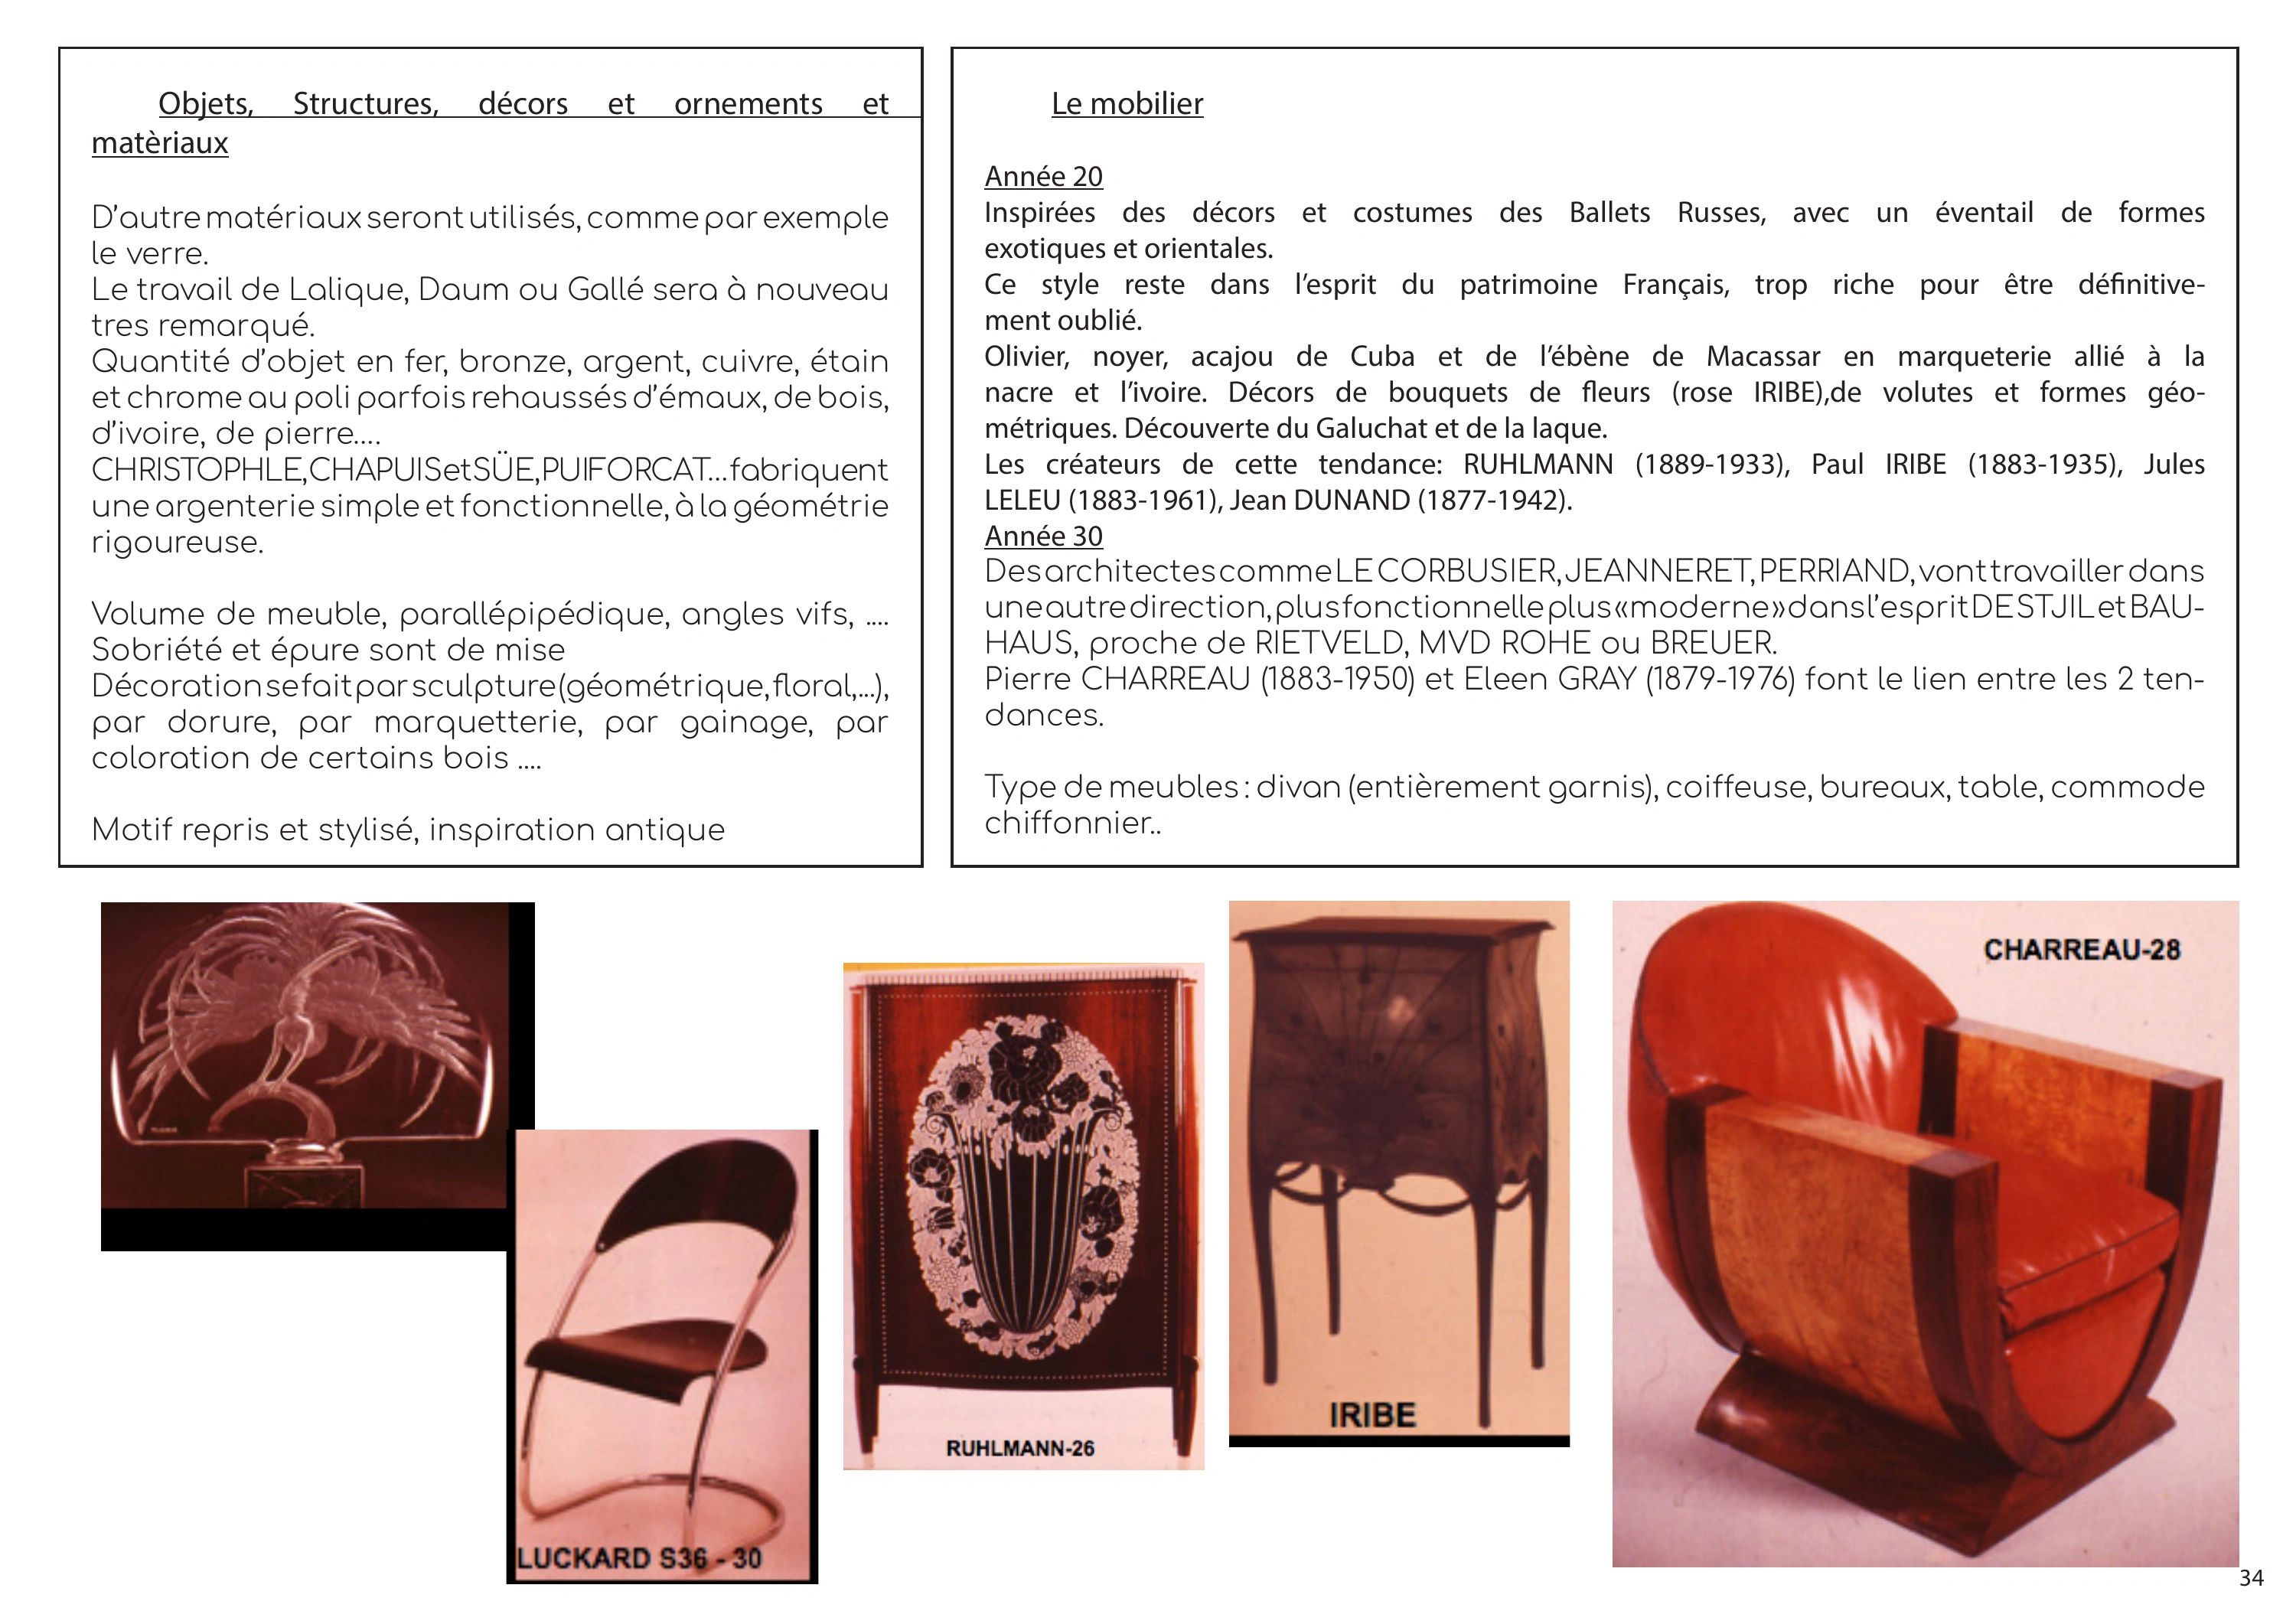 Objets, Structures, décors et ornements et
matèriaux
D'autre matériaux seront utilisés, comme par exemple
le verre.
Le travail de Lalique, Daum ou Gallé sera à nouveau
tres remarqué.
Quantité d'objet en fer, bronze, argent, cuivre, étain
et chrome au poli parfois rehaussés d'émaux, de bois,
d'ivoire, de pierre....
CHRISTOPHLE, CHAPUIS et SÜE, PUIFORCAT... fabriquent
une argenterie simple et fonctionnelle, à la géométrie
rigoureuse.
Volume de meuble, parallépipédique, angles vifs, ....
Sobriété et épure sont de mise
Décoration se fait par sculpture (géométrique, floral,...),
par dorure, par marquetterie, par gainage, par
coloration de certains bois ....
Motif repris et stylisé, inspiration antique
Le mobilier
Année 20
Inspirées des décors et costumes des Ballets Russes, avec un éventail de formes
exotiques et orientales.
Ce style reste dans l'esprit du patrimoine Français, trop riche pour être définitive-
ment oublié.
Olivier, noyer, acajou de Cuba et de l'ébène de Macassar en marqueterie allié à la
nacre et l'ivoire. Décors de bouquets de fleurs (rose IRIBE),de volutes et formes géo-
métriques. Découverte du Galuchat et de la laque.
Les créateurs de cette tendance: RUHLMANN (1889-1933), Paul IRIBE (1883-1935), Jules
LELEU (1883-1961), Jean DUNAND (1877-1942).
Année 30
Des architectes comme LE CORBUSIER, JEANNERET, PERRIAND, vont travailler dans
une autre direction, plus fonctionnelle plus «moderne» dans l'esprit DE STJIL et BAU-
HAUS, proche de RIETVELD, MVD ROHE ou BREUER.
Pierre CHARREAU (1883-1950) et Eleen GRAY (1879-1976) font le lien entre les 2 ten-
dances.
Type de meubles : divan (entièrement garnis), coiffeuse, bureaux, table, commode
chiffonnier..
LUCKARD S36 - 30
RUHLMANN-26
IRIBE
CHARREAU-28
34